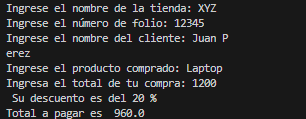 Ingrese el nombre de la tienda: XYZ
Ingrese el número de folio: 12345
Ingrese el nombre del cliente: Juan P
erez
Ingrese el producto comprado: Laptop
Ingresa el total de tu compra: 1200
 Su descuento es del 20 %
Total a pagar es  960.0